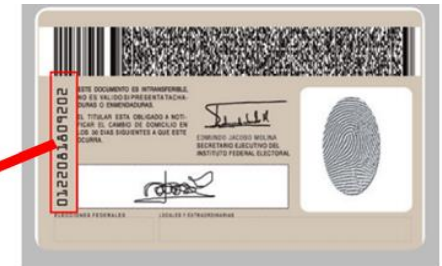 ESTE DOCUMENTO ES INTRANSFERIBLE,
NO ES VALIDO SI PRESENTA TACHA-
DURAS O ENMENDADURAS.
EL TITULAR ESTA OBLIGADO A NOTI-
FICAR EL CAMBIO DE DOMICILIO EN
LOS 30 DIAS SIGUIENTES A QUE ESTE
OCURRA.
EDMUNDO JACOBO MOLINA
SECRETARIO EJECUTIVO DEL
INSTITUTO FEDERAL ELECTORAL
0122081809202
ELECCIONES FEDERALES
LOCALES Y EXTRAORDINARIAS